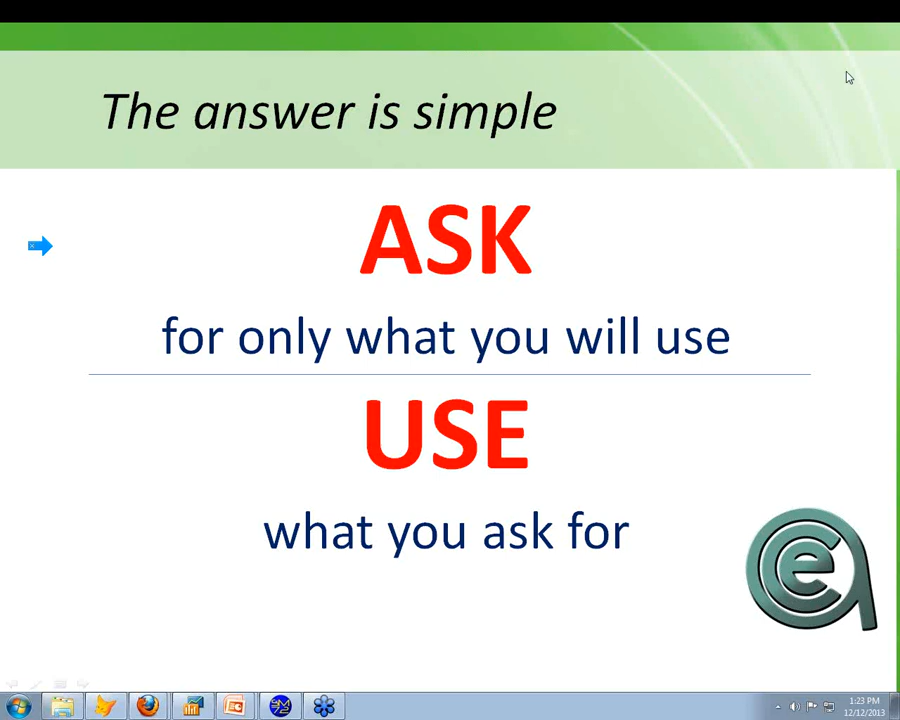 The answer is simple
ASK
for only what you will use
USE
what you ask for
1:23 PM
12/12/2013